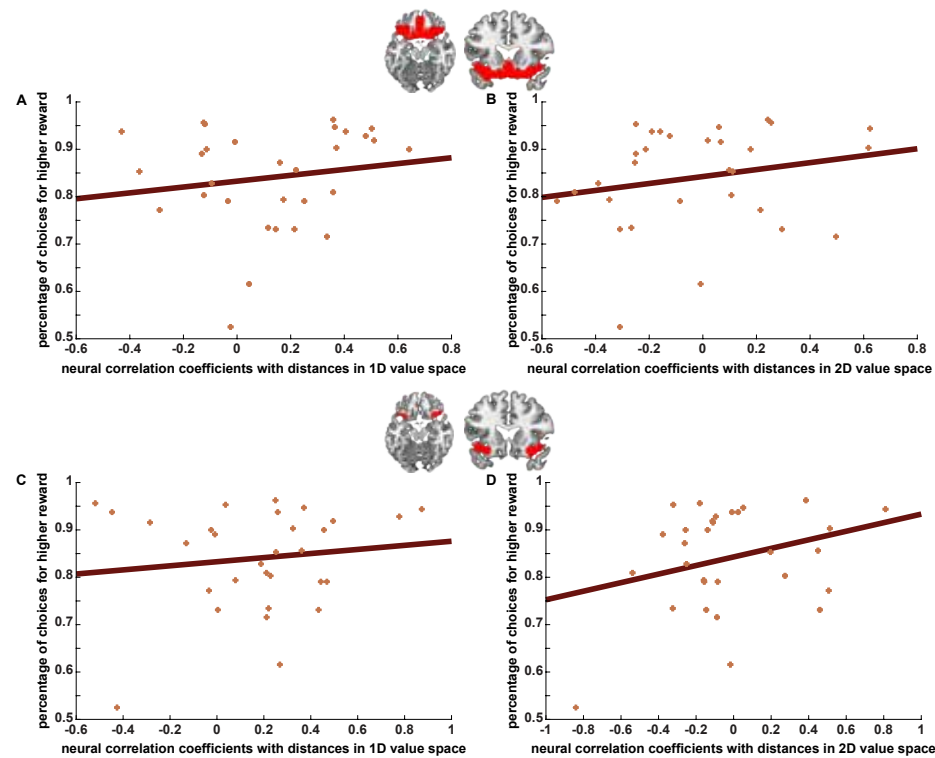 A
B
percentage of choices for higher reward
1
0.9
0.8
0.7
0.6
0.5
-0.6 -0.4 -0.2 0 0.2 0.4 0.6 0.8
neural correlation coefficients with distances in 1D value space
percentage of choices for higher reward
1
0.9
0.8
0.7
0.6
0.5
-0.6 -0.4 -0.2 0 0.2 0.4 0.6 0.8
neural correlation coefficients with distances in 2D value space
C
D
percentage of choices for higher reward
1
0.9
0.8
0.7
0.6
0.5
-0.6 -0.4 -0.2 0 0.2 0.4 0.6 0.8 1
neural correlation coefficients with distances in 1D value space
percentage of choices for higher reward
1
0.9
0.8
0.7
0.6
0.5
-1 -0.8 -0.6 -0.4 -0.2 0 0.2 0.4 0.6 0.8 1
neural correlation coefficients with distances in 2D value space